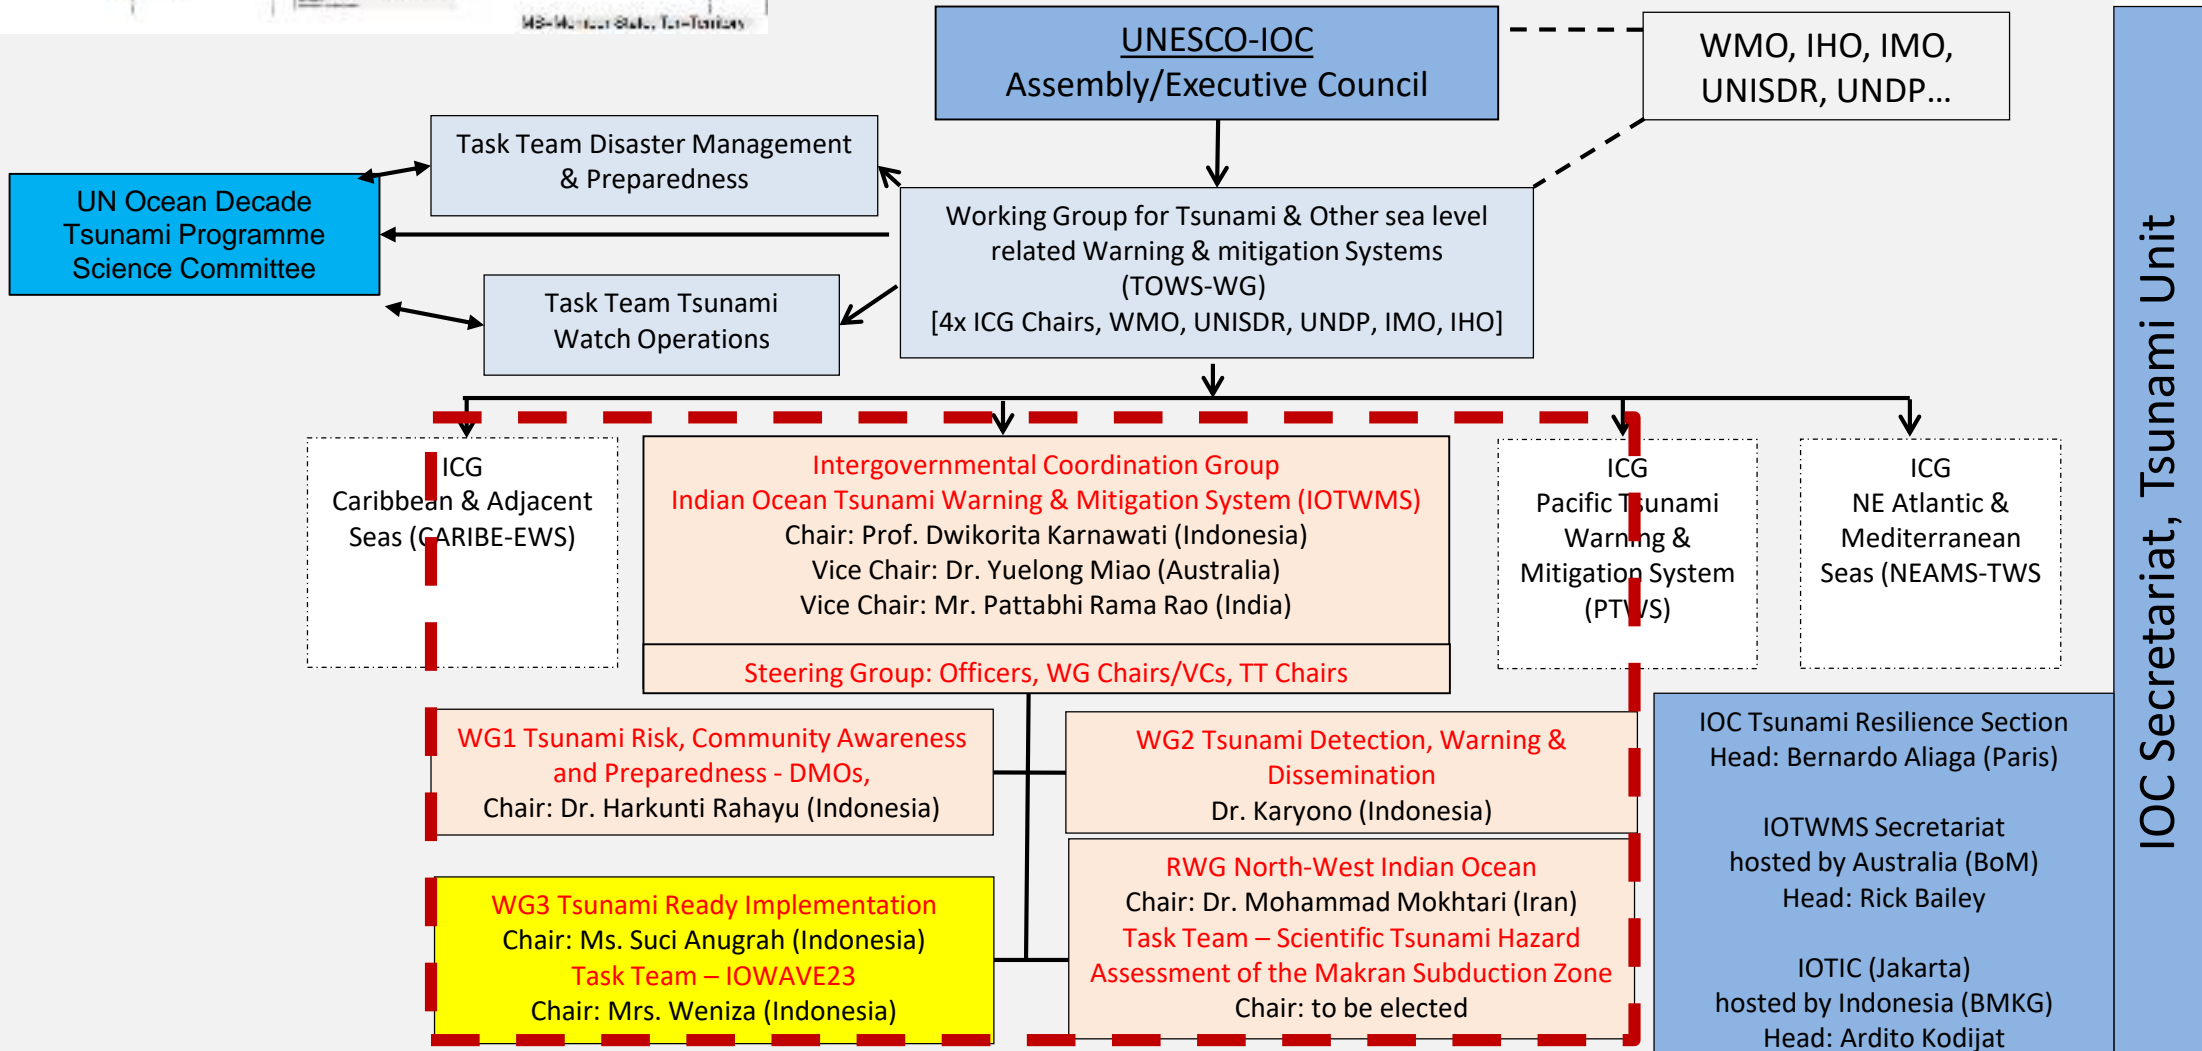 MS=Member State, Ter=Territory
UNESCO-IOC
Assembly/Executive Council
WMO, IHO, IMO,
UNISDR, UNDP...
Task Team Disaster Management
& Preparedness
UN Ocean Decade
Tsunami Programme
Science Committee
Working Group for Tsunami & Other sea level
related Warning & mitigation Systems
(TOWS-WG)
[4x ICG Chairs, WMO, UNISDR, UNDP, IMO, IHO]
Task Team Tsunami
Watch Operations
ICG
Caribbean & Adjacent
Seas (CARIBE-EWS)
Intergovernmental Coordination Group
Indian Ocean Tsunami Warning & Mitigation System (IOTWMS)
Chair: Prof. Dwikorita Karnawati (Indonesia)
Vice Chair: Dr. Yuelong Miao (Australia)
Vice Chair: Mr. Pattabhi Rama Rao (India)
Steering Group: Officers, WG Chairs/VCs, TT Chairs
ICG
Pacific Tsunami
Warning &
Mitigation System
(PTWS)
ICG
NE Atlantic &
Mediterranean
Seas (NEAMS-TWS
WG1 Tsunami Risk, Community Awareness
and Preparedness - DMOs,
Chair: Dr. Harkunti Rahayu (Indonesia)
WG2 Tsunami Detection, Warning &
Dissemination
Dr. Karyono (Indonesia)
WG3 Tsunami Ready Implementation
Chair: Ms. Suci Anugrah (Indonesia)
Task Team – IOWAVE23
Chair: Mrs. Weniza (Indonesia)
RWG North-West Indian Ocean
Chair: Dr. Mohammad Mokhtari (Iran)
Task Team – Scientific Tsunami Hazard
Assessment of the Makran Subduction Zone
Chair: to be elected
IOC Tsunami Resilience Section
Head: Bernardo Aliaga (Paris)
IOTWMS Secretariat
hosted by Australia (BoM)
Head: Rick Bailey
IOTIC (Jakarta)
hosted by Indonesia (BMKG)
Head: Ardito Kodijat
IOC Secretariat, Tsunami Unit